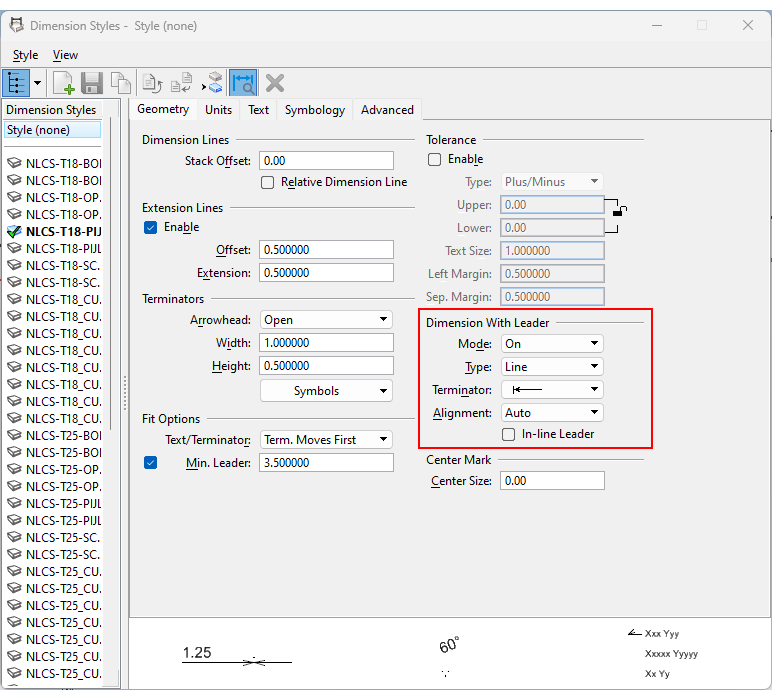 Dimension Styles - Style (none)
Style View
Dimension Styles
Style (none)
NLCS-T18-BOI
NLCS-T18-BOI
NLCS-T18-OP.
NLCS-T18-OP.
NLCS-T18-PIJ
NLCS-T18-PIJL
NLCS-T18-SC.
NLCS-T18-SC.
NLCS-T18_CU.
NLCS-T18_CU.
NLCS-T18_CU.
NLCS-T18_CU.
NLCS-T18_CU.
NLCS-T18_CU.
NLCS-T18_CU.
NLCS-T18_CU.
NLCS-T25-BOI
NLCS-T25-BOI
NLCS-T25-OP.
NLCS-T25-OP.
NLCS-T25-PIJL
NLCS-T25-PIJL
NLCS-T25-SC.
NLCS-T25-SC.
NLCS-T25_CU.
NLCS-T25_CU.
NLCS-T25_CU.
NLCS-T25_CU.
NLCS-T25_CU.
NLCS-T25_CU.
NLCS-T25_CU.
Geometry Units Text Symbology Advanced
Dimension Lines
Stack Offset: 0.00
Relative Dimension Line
Extension Lines
Enable
Offset: 0.500000
Extension: 0.500000
Terminators
Arrowhead: Open
Width: 1.000000
Height: 0.500000
Symbols
Fit Options
Text/Terminator: Term. Moves First
Min. Leader: 3.500000
Tolerance
Enable
Type: Plus/Minus
Upper: 0.00
Lower: 0.00
Text Size: 1.000000
Left Margin: 0.500000
Sep. Margin: 0.500000
Dimension With Leader
Mode: On
Type: Line
Terminator:
Alignment: Auto
In-line Leader
Center Mark
Center Size: 0.00
1.25
60°
Xxx Yyy
Xxxxx Yyyyy
Xx Yy